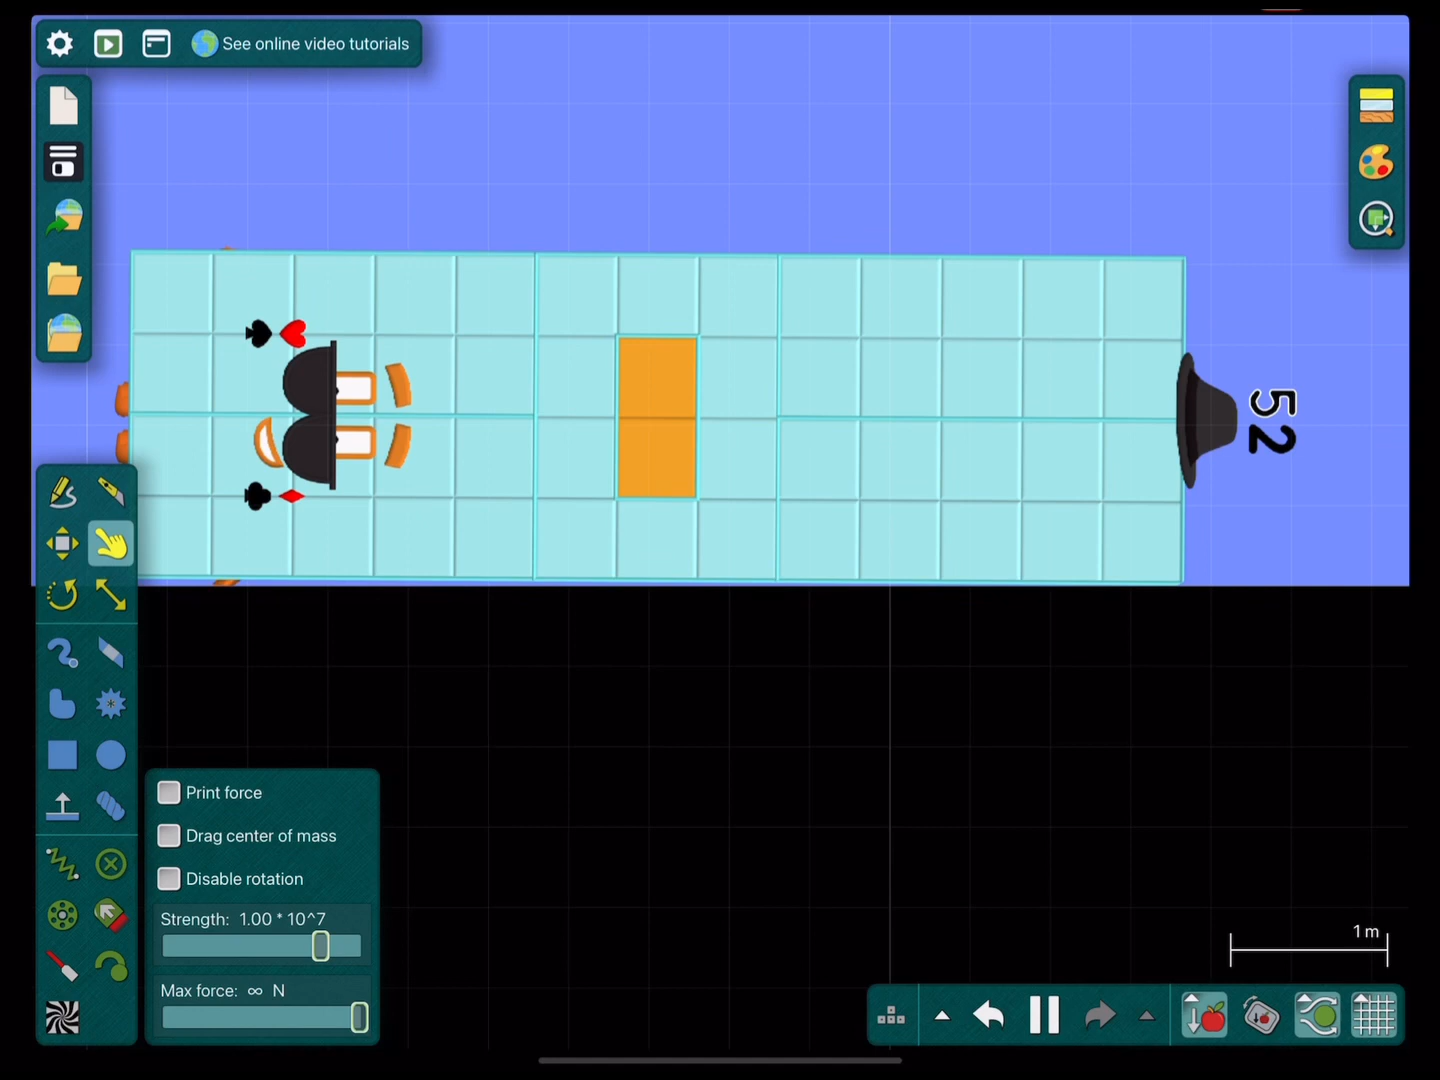 See online video tutorials
52
Print force
Drag center of mass
Disable rotation
Strength: 1.00 * 10^7
Max force: ∞ N
1 m